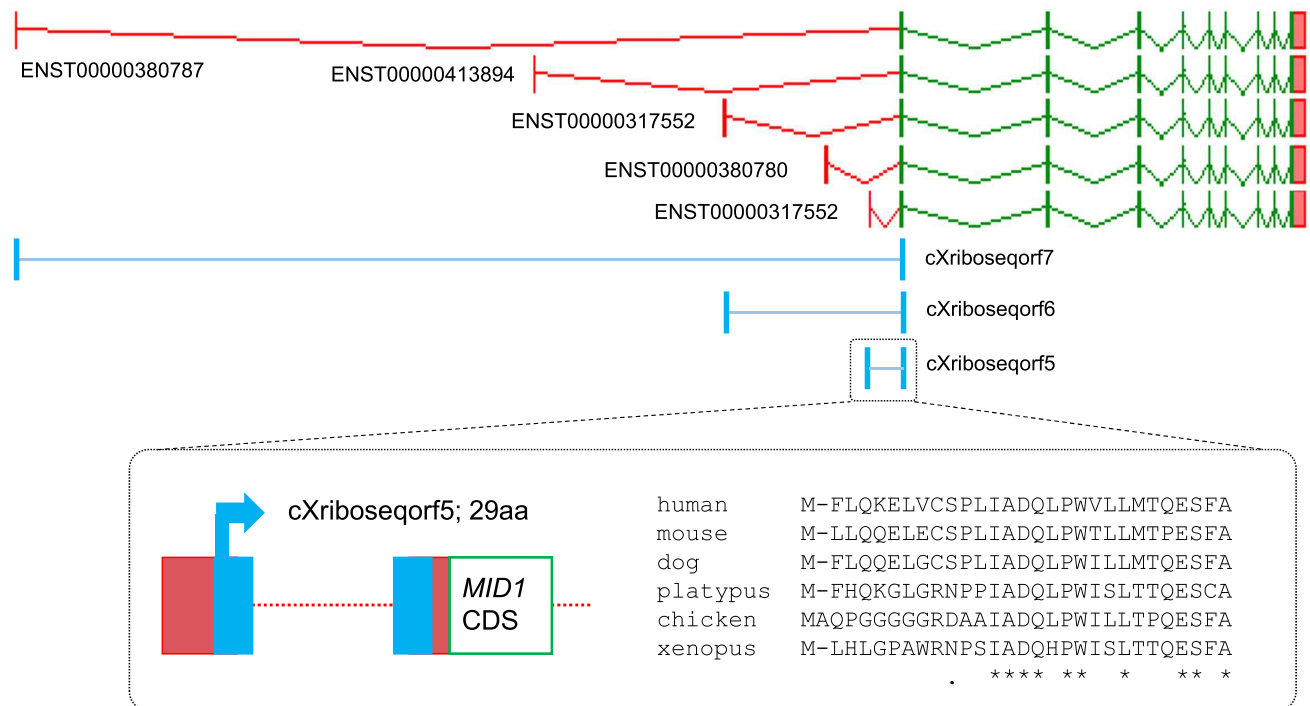 ENST00000380787
ENST00000413894
ENST00000317552
ENST00000380780
ENST00000317552
cXriboseqorf7
cXriboseqorf6
cXriboseqorf5
cXriboseqorf5; 29aa
MID1
CDS
human M-FLQKELVCSPLIADQLPWVLLMTQESFA
mouse M-LLQQELECSPLIADQLPWTLLMTPESFA
dog M-FLQQELGCSPLIADQLPWILLMTQESFA
platypus M-FHQKGLGRNPPIADQLPWISLTTQESCA
chicken MAQPGGGGGRDAAIADQLPWILLTPQESFA
xenopus M-LHLGPAWRNPSIADQHPWISLTTQESFA
. **** ** * ** *